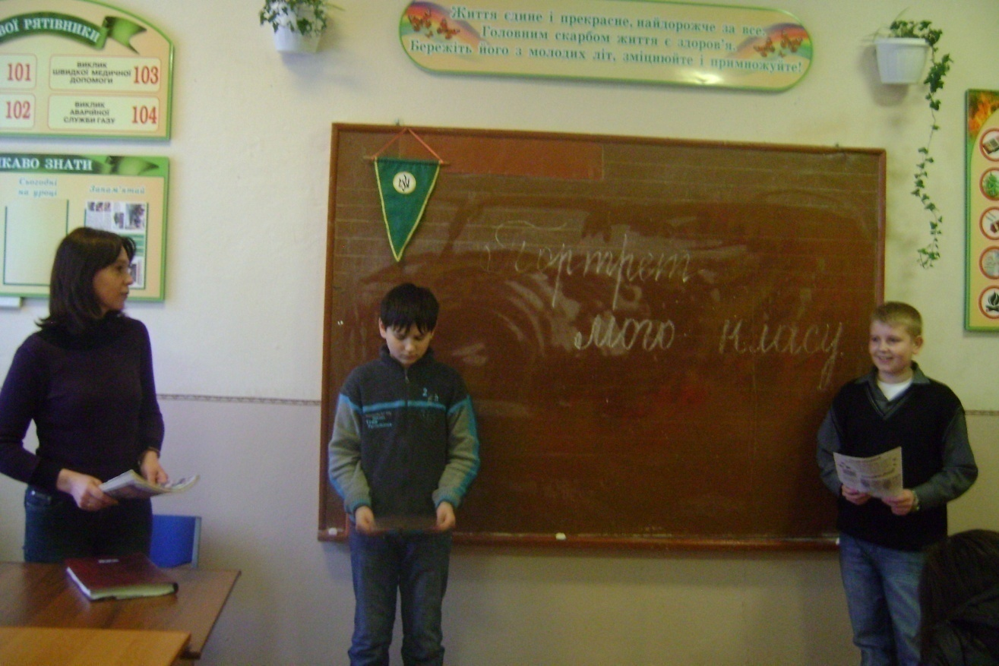 ВОЇ РЯТІВНИКИ
101
ВИКЛИК
ШВИДКОЇ МЕДИЧНОЇ
ДОПОМОГИ
103
102
ВИКЛИК
АВАРІЙНОЇ
СЛУЖБИ ГАЗУ
104
КАВО ЗНАТИ
Сьогодні
на уроці
Запам'ятай
Життя єдине і прекрасне, найдорожче за все.
Головним скарбом життя є здоров'я.
Бережіть його з молодих літ, зміцнюйте і примножуйте!
Портрет
мого класу